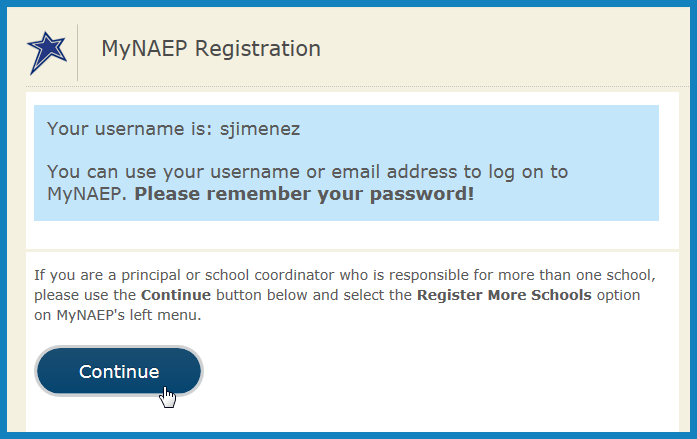 MyNAEP Registration
Your username is: sjimenez
You can use your username or email address to log on to
MyNAEP. Please remember your password!
If you are a principal or school coordinator who is responsible for more than one school,
please use the Continue button below and select the Register More Schools option
on MyNAEP's left menu.
Continue